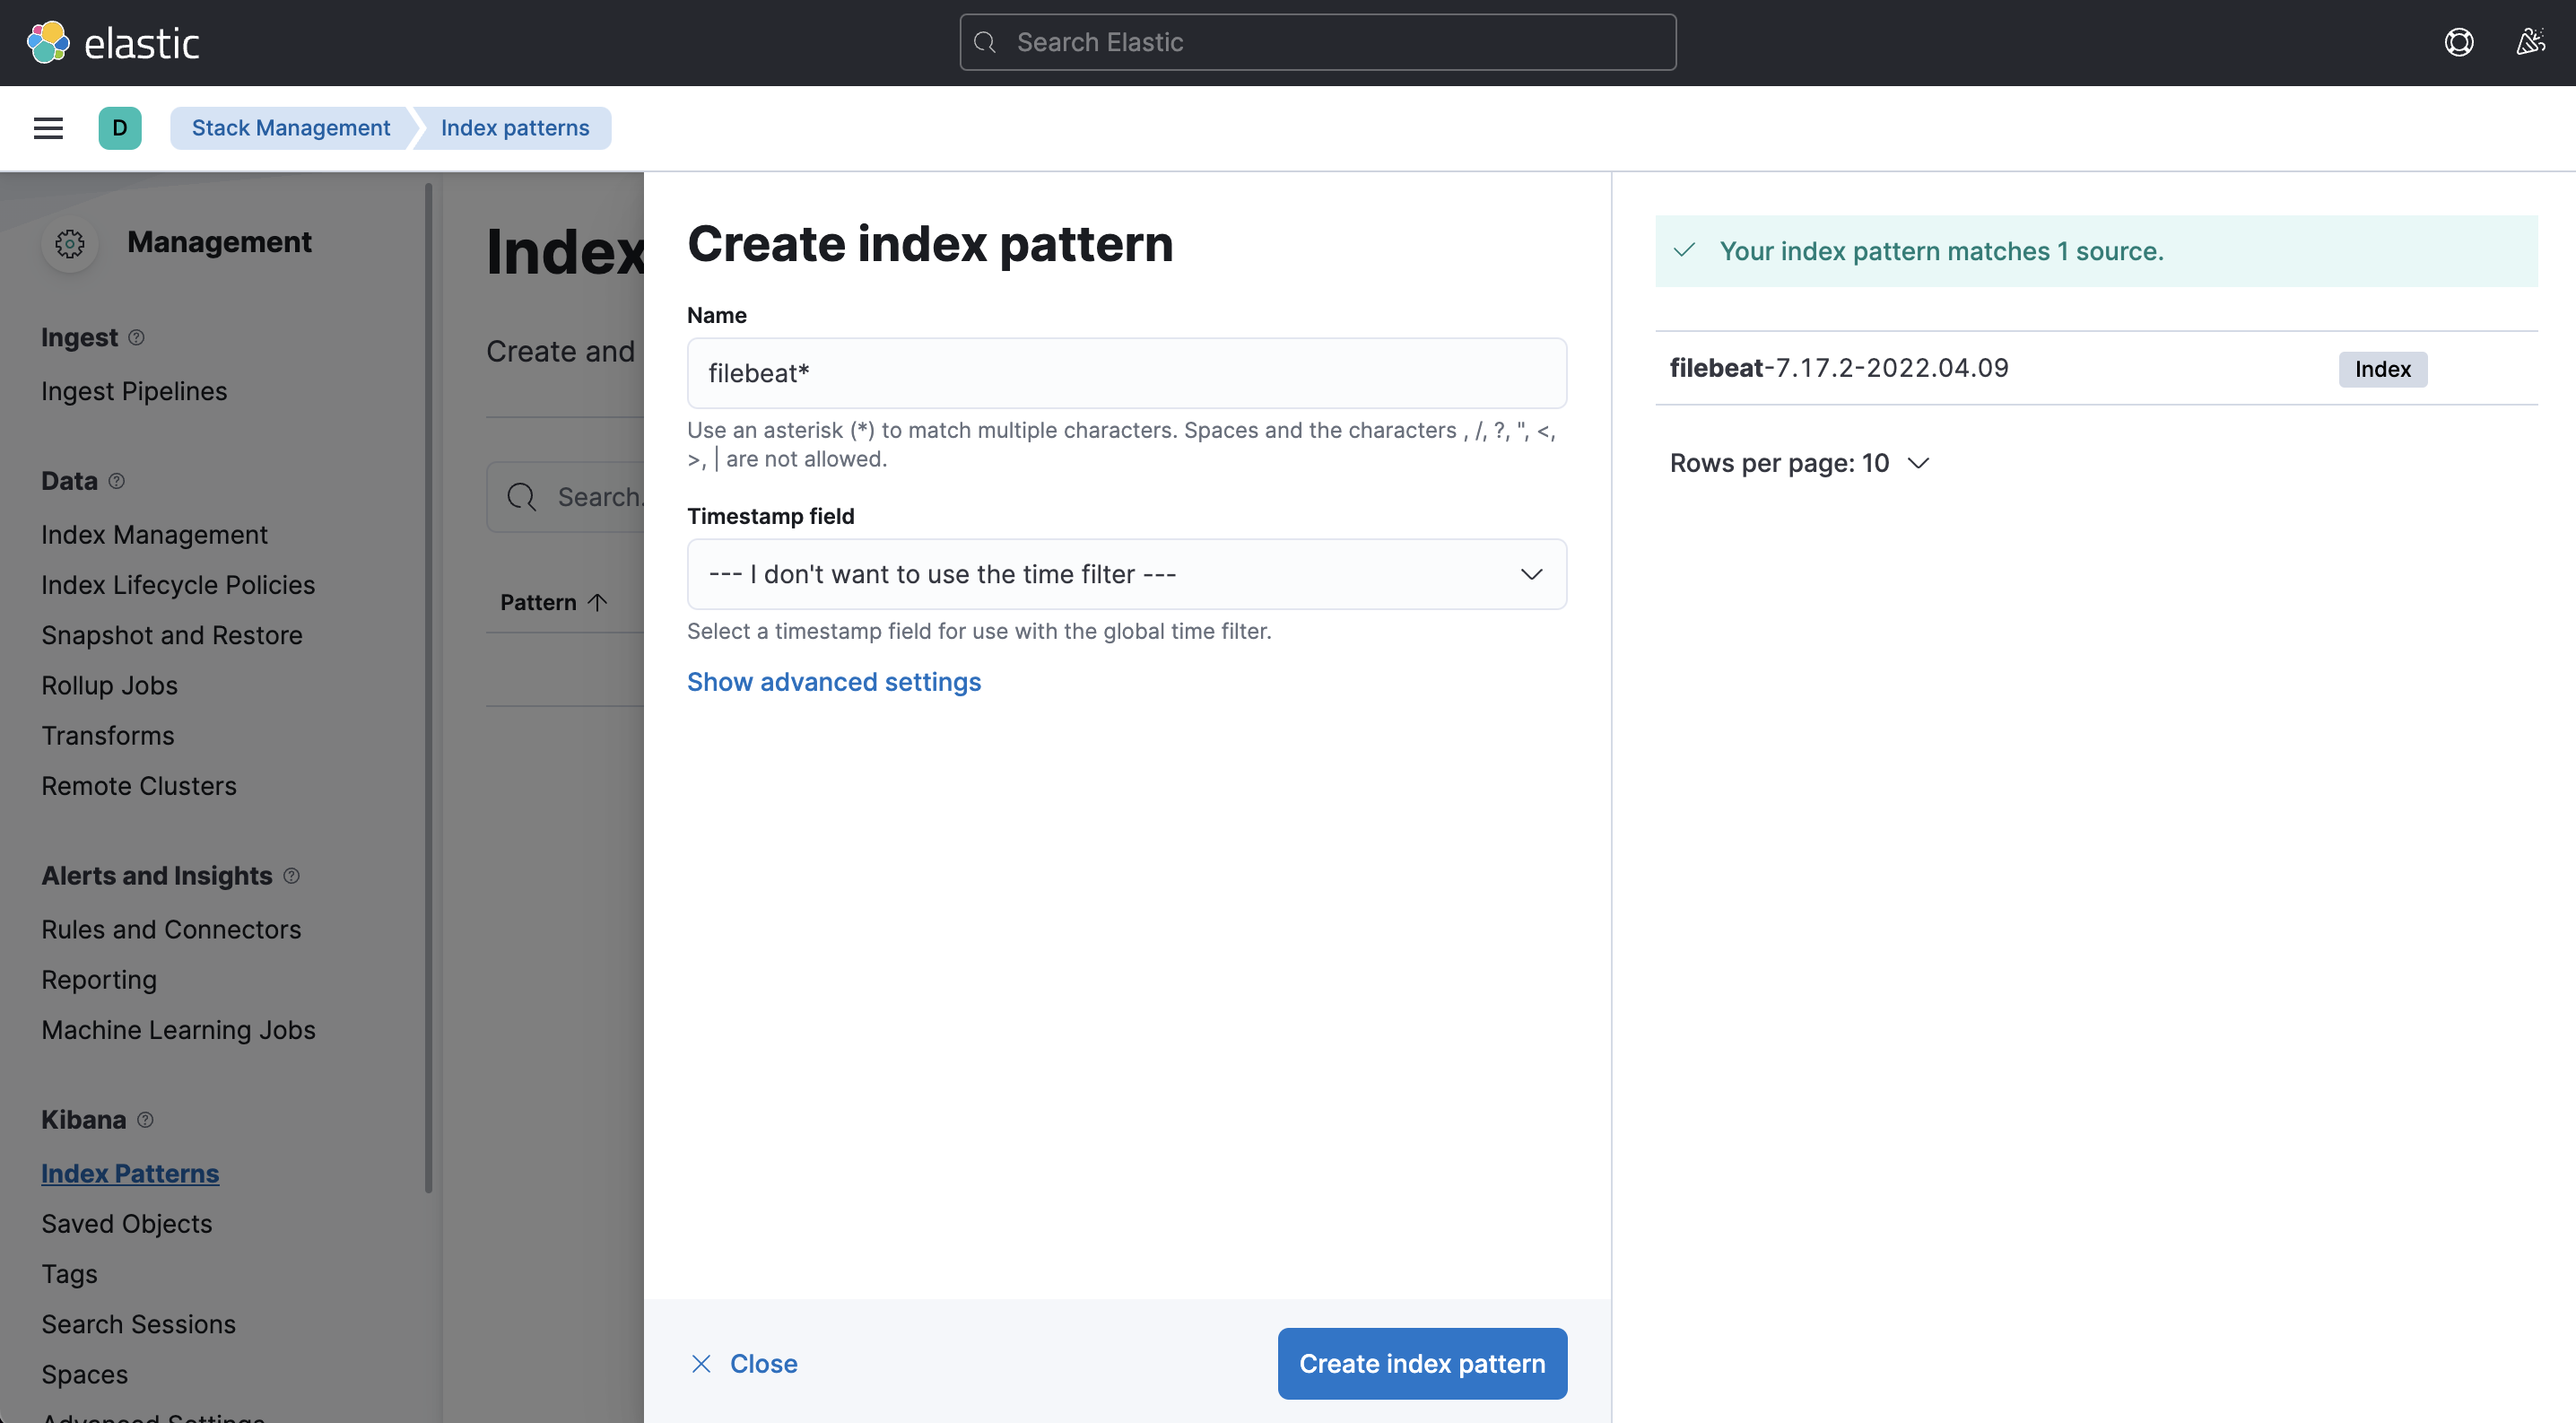 elastic
Search Elastic
D
Stack Management
Index patterns
Management
Ingest
Ingest Pipelines
Data
Index Management
Index Lifecycle Policies
Snapshot and Restore
Rollup Jobs
Transforms
Remote Clusters
Alerts and Insights
Rules and Connectors
Reporting
Machine Learning Jobs
Kibana
Index Patterns
Saved Objects
Tags
Search Sessions
Spaces
Advanced Settings
Index
Create and
Search.
Pattern ↑
Create index pattern
Name
filebeat*
Use an asterisk (*) to match multiple characters. Spaces and the characters , /, ?, ", <,
>, | are not allowed.
Timestamp field
--- I don't want to use the time filter ---
Select a timestamp field for use with the global time filter.
Show advanced settings
Close
Create index pattern
Your index pattern matches 1 source.
filebeat-7.17.2-2022.04.09
Index
Rows per page: 10